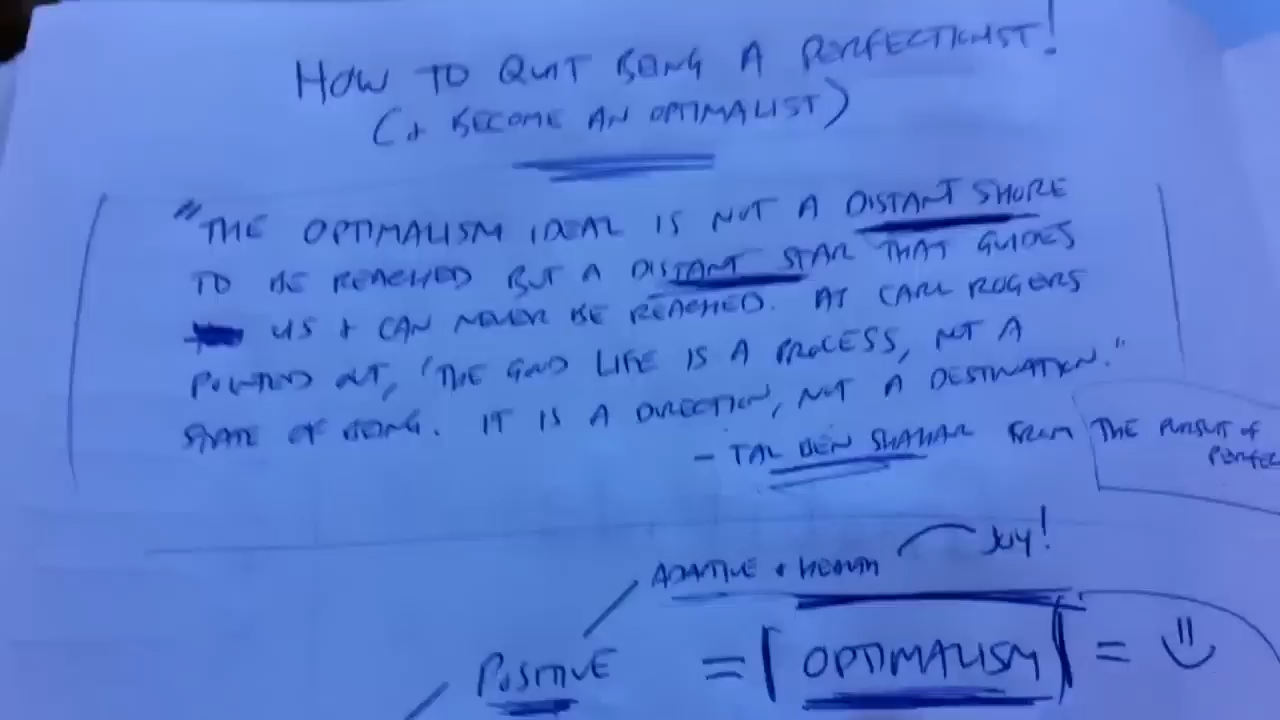 HOW TO QUIT BEING A PERFECTIONIST!
(+ BECOME AN OPTIMALIST)
"THE OPTIMALISM IDEAL IS NOT A DISTANT SHORE
TO BE REACHED BUT A DISTANT STAR THAT GUIDES
US + CAN NEVER BE REACHED. AT CARL ROGERS
POINTED OUT, 'THE GOOD LIFE IS A PROCESS, NOT A
STATE OF BEING. IT IS A DIRECTION, NOT A DESTINATION."
- TAL BEN SHAHAR FROM THE PURSUIT OF
PERFEC
ADAPTIVE + HEALTH JOY!
POSITIVE = OPTIMALISM =